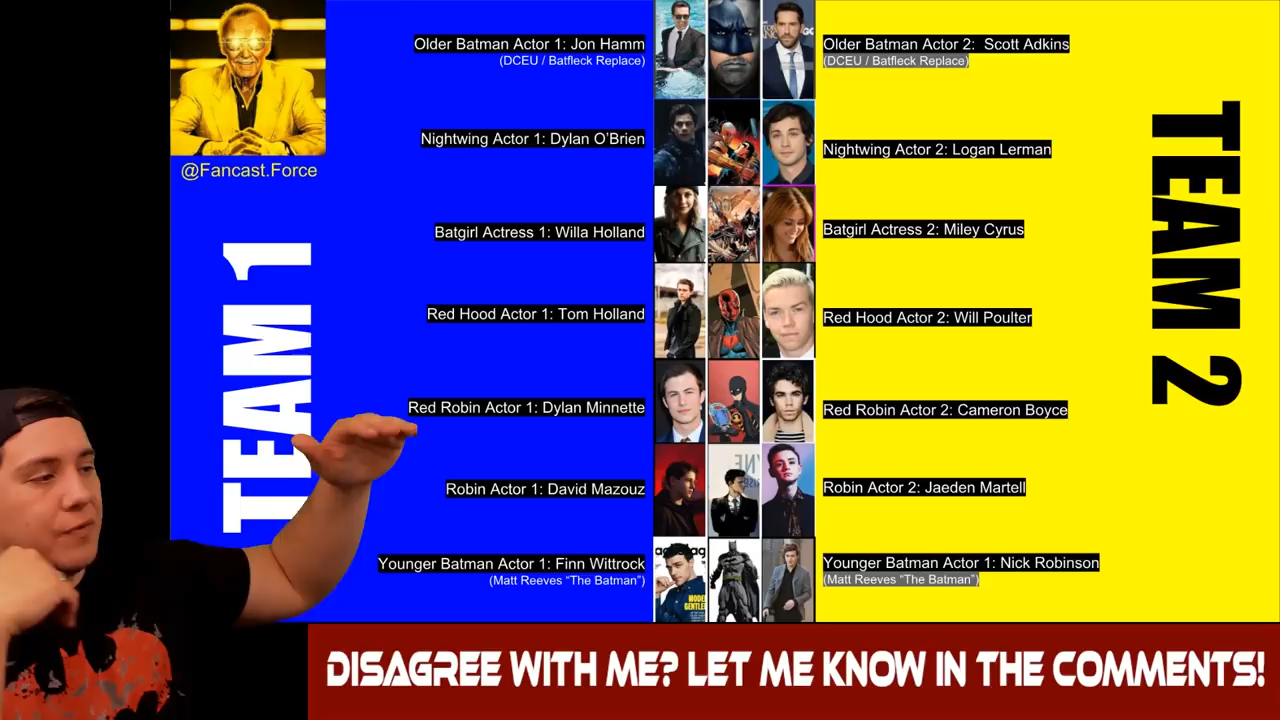 @Fancast.Force
TEAM 1
Older Batman Actor 1: Jon Hamm
(DCEU / Batfleck Replace)
Nightwing Actor 1: Dylan O'Brien
Batgirl Actress 1: Willa Holland
Red Hood Actor 1: Tom Holland
Red Robin Actor 1: Dylan Minnette
Robin Actor 1: David Mazouz
Younger Batman Actor 1: Finn Wittrock
(Matt Reeves “The Batman”)
Older Batman Actor 2:  Scott Adkins
(DCEU / Batfleck Replace)
Nightwing Actor 2: Logan Lerman
Batgirl Actress 2: Miley Cyrus
Red Hood Actor 2: Will Poulter
Red Robin Actor 2: Cameron Boyce
Robin Actor 2: Jaeden Martell
Younger Batman Actor 1: Nick Robinson
(Matt Reeves “The Batman”)
TEAM 2
DISAGREE WITH ME? LET ME KNOW IN THE COMMENTS!